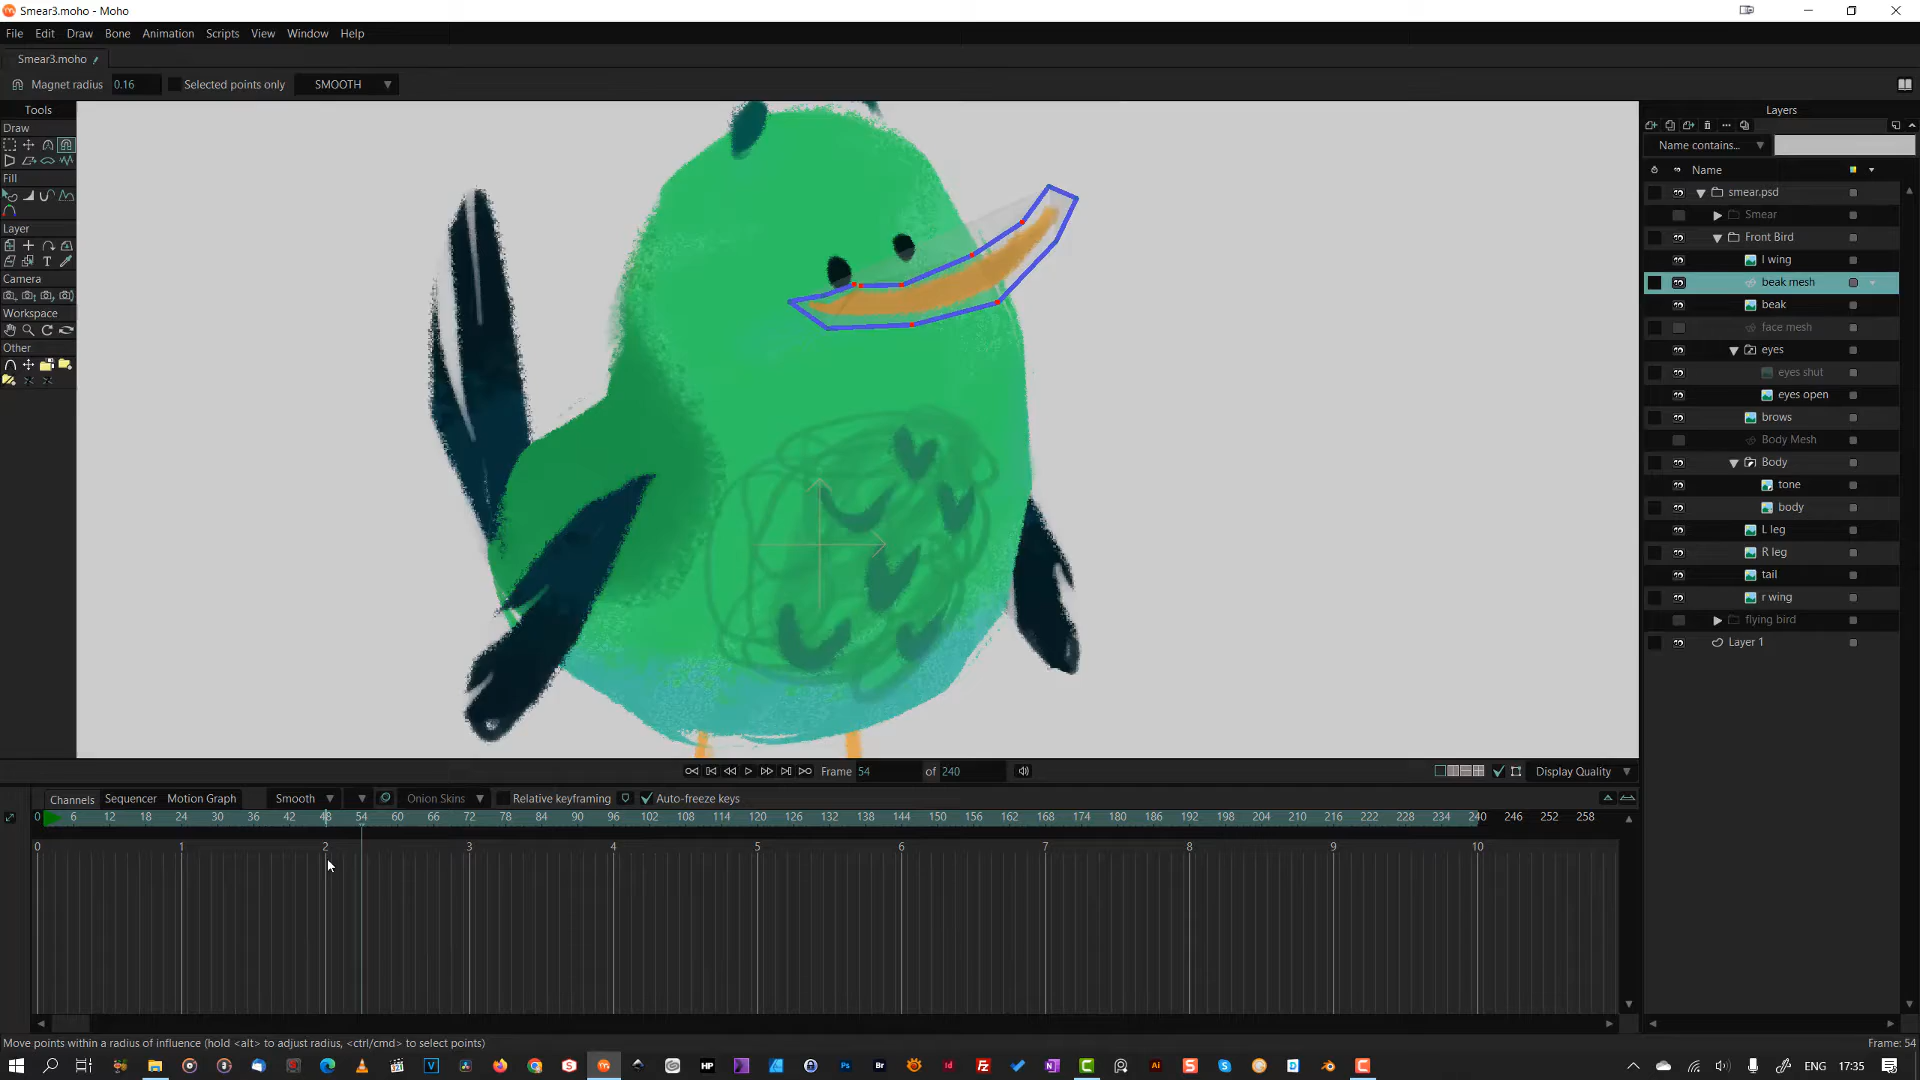 Smear3.moho - Moho
File Edit Draw Bone Animation Scripts View Window Help
Smear3.moho
Magnet radius 0.16 Selected points only SMOOTH
Tools
Draw
Fill
Layer
Camera
Workspace
Other
Layers
Name contains...
Name
smear.psd
Smear
Front Bird
l wing
beak mesh
beak
face mesh
eyes
eyes shut
eyes open
brows
Body Mesh
Body
tone
body
L leg
R leg
tail
r wing
flying bird
Layer 1
Frame 54 of 240 Display Quality
Channels Sequencer Motion Graph Smooth Onion Skins Relative keyframing Auto-freeze keys
0 6 12 18 24 30 36 42 48 54 60 66 72 78 84 90 96 102 108 114 120 126 132 138 144 150 156 162 168 174 180 186 192 198 204 210 216 222 228 234 240 246 252 258
0 1 2 3 4 5 6 7 8 9 10
Move points within a radius of influence (hold <alt> to adjust radius, <ctrl/cmd> to select points) Frame: 54
ENG 17:35